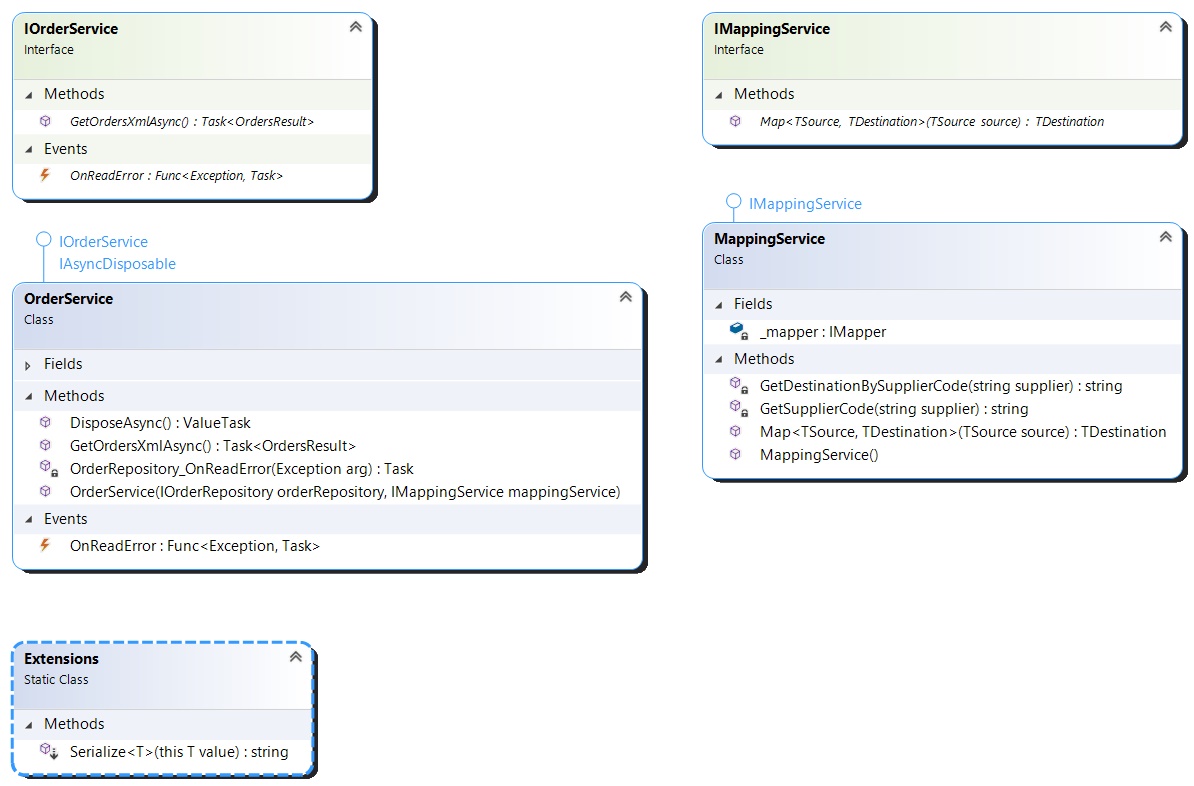 IOrderService
Interface
Methods
GetOrdersXmlAsync() : Task<OrdersResult>
Events
OnReadError : Func<Exception, Task>
IMappingService
Interface
Methods
Map<TSource, TDestination>(TSource source) : TDestination
IOrderService
IAsyncDisposable
OrderService
Class
Fields
Methods
DisposeAsync() : ValueTask
GetOrdersXmlAsync() : Task<OrdersResult>
OrderRepository_OnReadError(Exception arg) : Task
OrderService(IOrderRepository orderRepository, IMappingService mappingService)
Events
OnReadError : Func<Exception, Task>
IMappingService
MappingService
Class
Fields
_mapper : IMapper
Methods
GetDestinationBySupplierCode(string supplier) : string
GetSupplierCode(string supplier) : string
Map<TSource, TDestination>(TSource source) : TDestination
MappingService()
Extensions
Static Class
Methods
Serialize<T>(this T value) : string